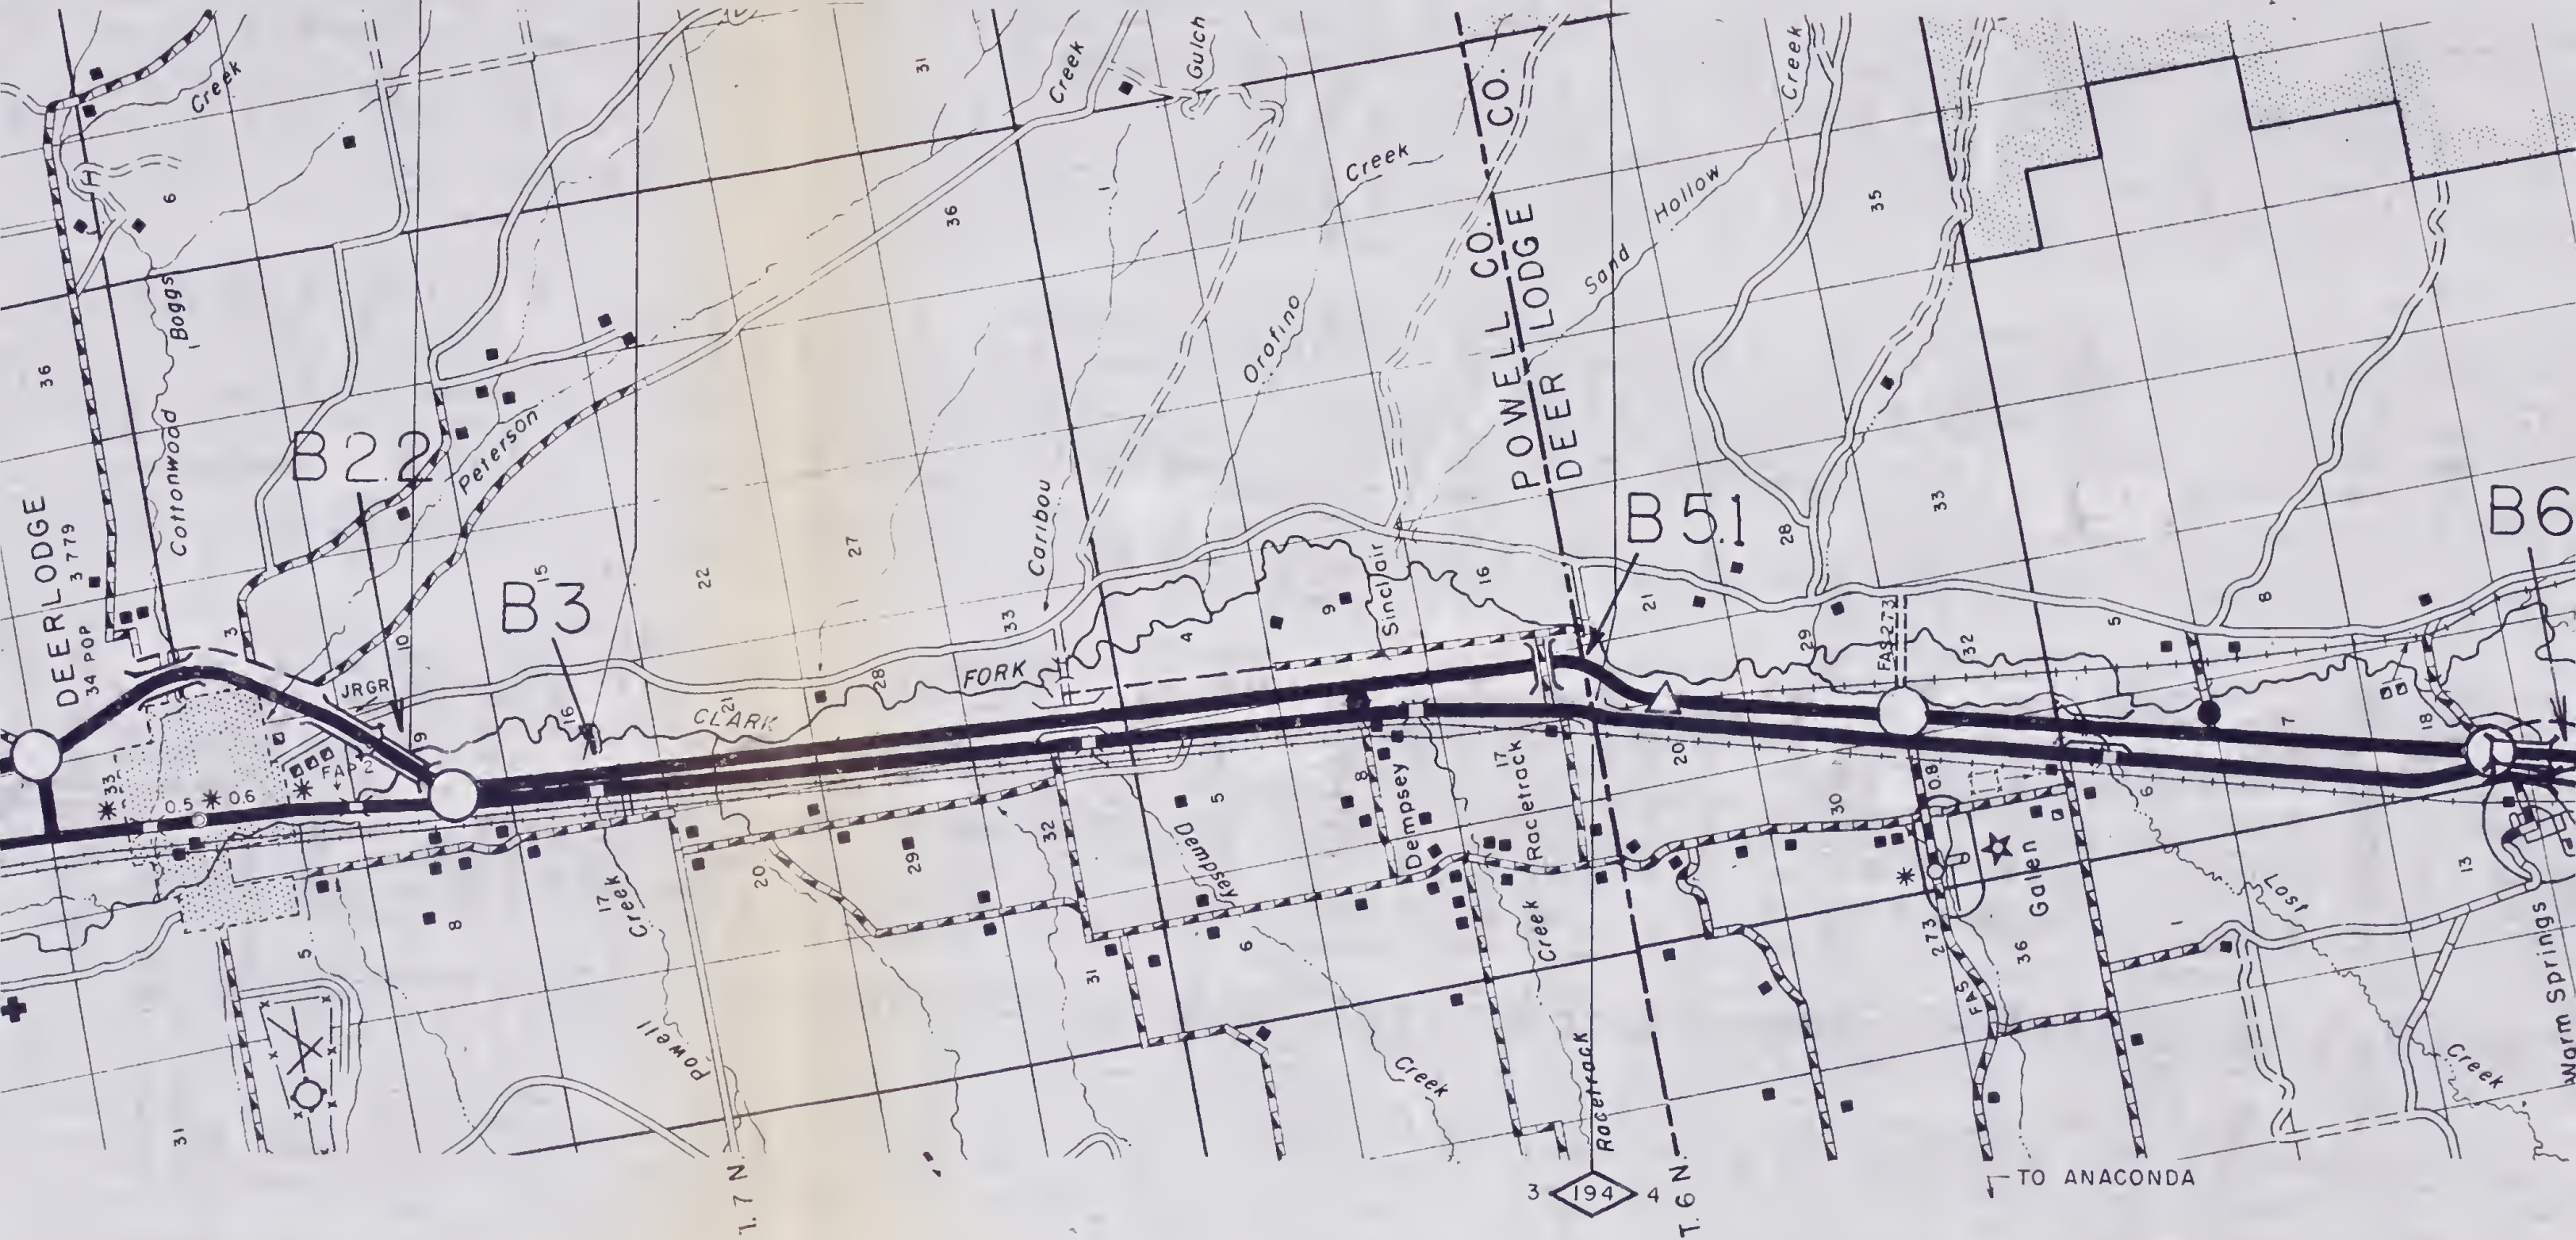 Creek
6
Cottonwood
Boggs
36
DEERLODGE
34 POP 3779
B2.2
Peterson
3
10
JRGR
9
FAP 2
33
0.5
0.6
B3
15
16
31
Creek
Gulch
36
22
27
Caribou
33
CLARK
21
28
FORK
Orofino
Creek
4
9
Sinclair
16
POWELL CO.
DEER LODGE CO.
Sand Hollow Creek
35
B5.1
21
28
33
29
FAS 273
32
5
8
B6
7
18
5
8
17
Creek
Powell
20
29
32
31
5
Dempsey
6
Creek
8
Dempsey
17
Racetrack
Creek
Racetrack
20
30
0.8
Galen
273
FAS
36
1
6
Lost
Creek
13
Warm Springs
31
T. 7 N.
3 194 4
T. 6 N.
TO ANACONDA